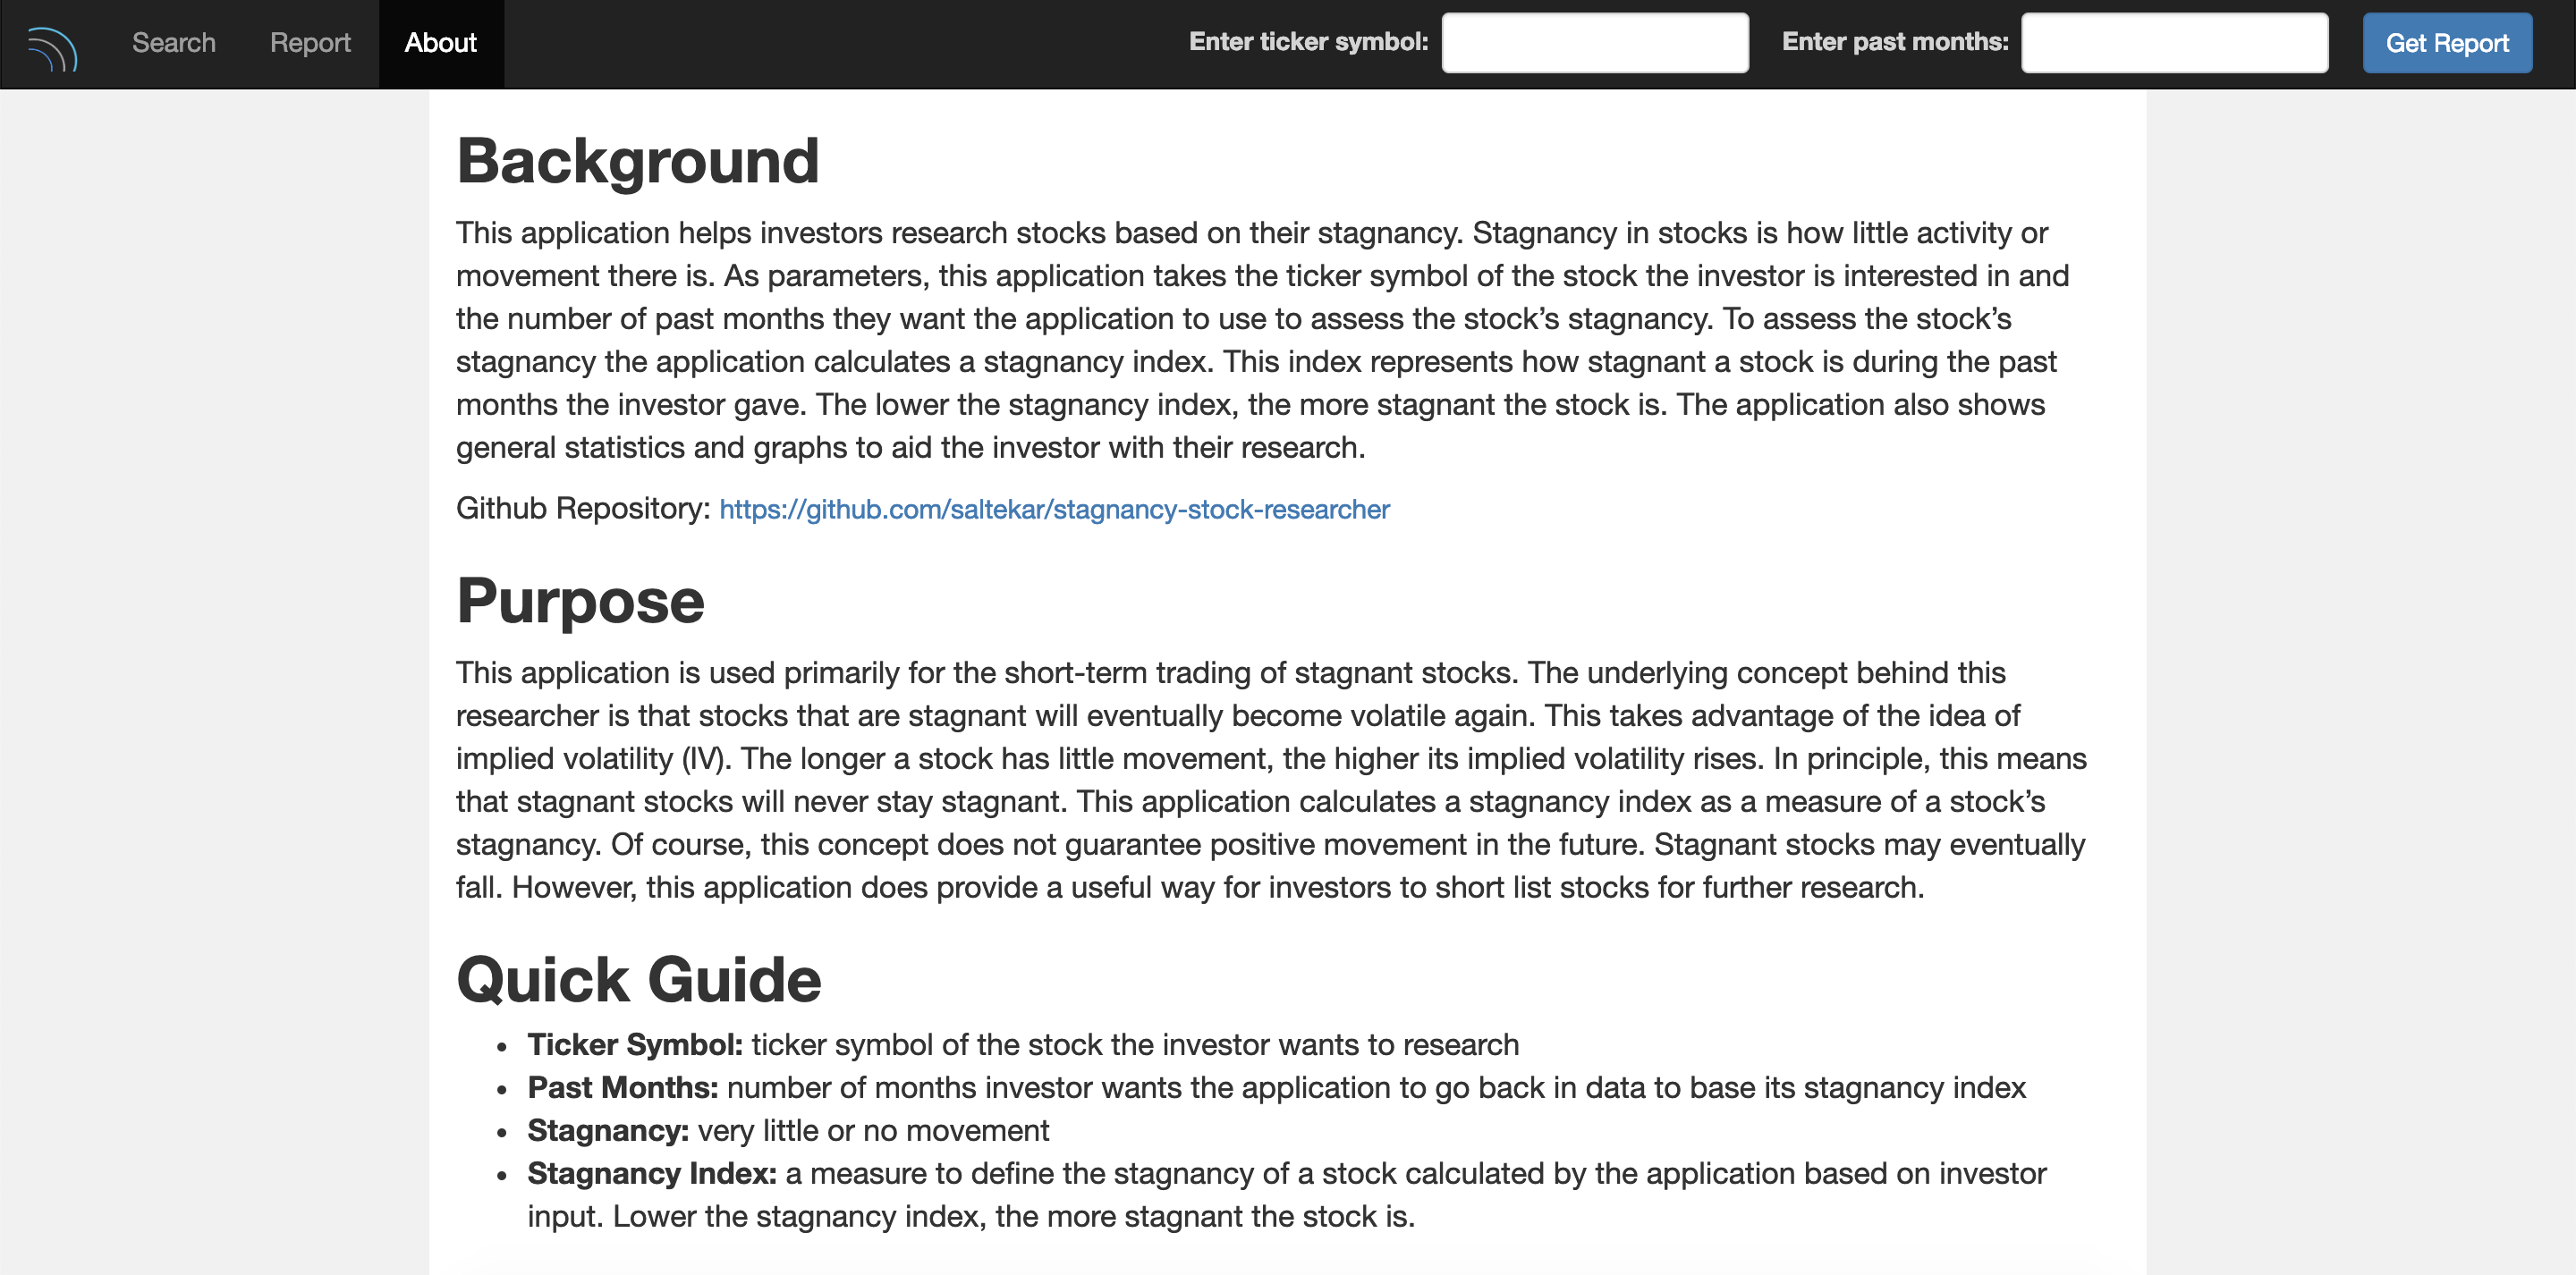 Search Report About Enter ticker symbol: Enter past months: Get Report
Background
This application helps investors research stocks based on their stagnancy. Stagnancy in stocks is how little activity or
movement there is. As parameters, this application takes the ticker symbol of the stock the investor is interested in and
the number of past months they want the application to use to assess the stock’s stagnancy. To assess the stock’s
stagnancy the application calculates a stagnancy index. This index represents how stagnant a stock is during the past
months the investor gave. The lower the stagnancy index, the more stagnant the stock is. The application also shows
general statistics and graphs to aid the investor with their research.
Github Repository: https://github.com/saltekar/stagnancy-stock-researcher
Purpose
This application is used primarily for the short-term trading of stagnant stocks. The underlying concept behind this
researcher is that stocks that are stagnant will eventually become volatile again. This takes advantage of the idea of
implied volatility (IV). The longer a stock has little movement, the higher its implied volatility rises. In principle, this means
that stagnant stocks will never stay stagnant. This application calculates a stagnancy index as a measure of a stock’s
stagnancy. Of course, this concept does not guarantee positive movement in the future. Stagnant stocks may eventually
fall. However, this application does provide a useful way for investors to short list stocks for further research.
Quick Guide
• Ticker Symbol: ticker symbol of the stock the investor wants to research
• Past Months: number of months investor wants the application to go back in data to base its stagnancy index
• Stagnancy: very little or no movement
• Stagnancy Index: a measure to define the stagnancy of a stock calculated by the application based on investor
input. Lower the stagnancy index, the more stagnant the stock is.